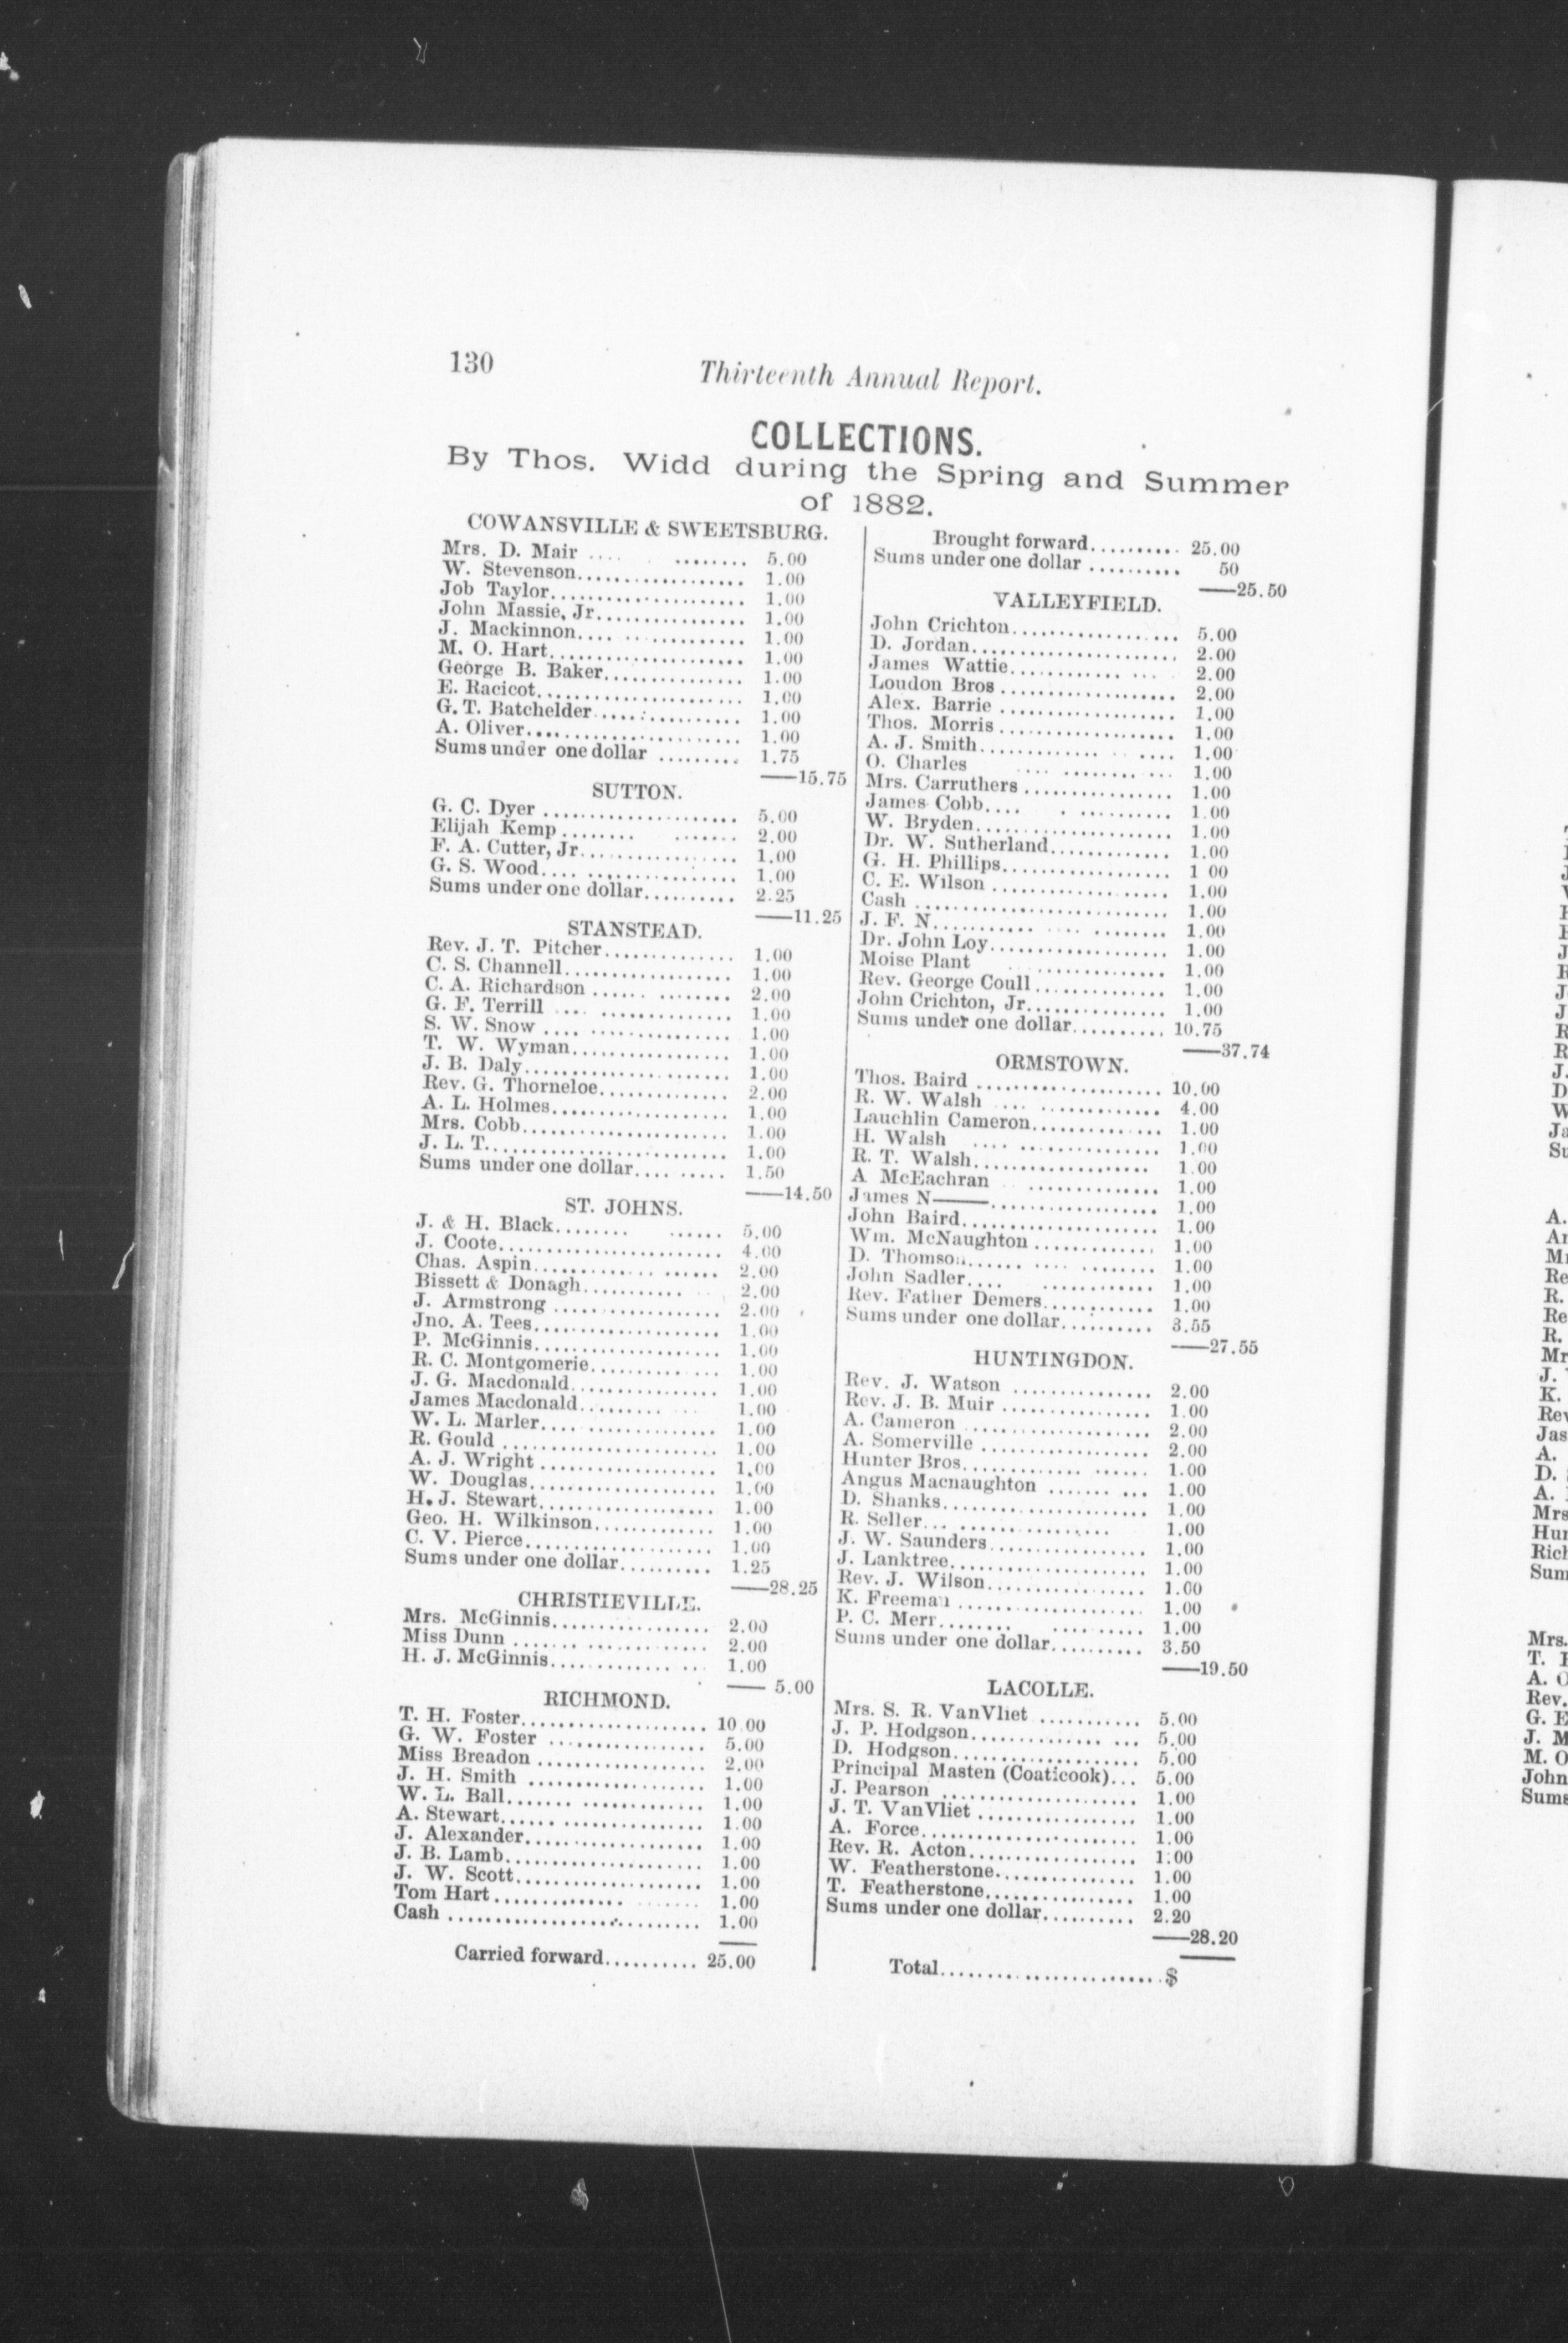 130
Thirteenth Annual Report.
COLLECTIONS.
By Thos. Widd during the Spring and Summer
of 1882.
COWANSVILLE & SWEETSBURG.
Mrs. D. Mair .... ........ 5.00
W. Stevenson.................. 1.00
Job Taylor..................... 1.00
John Massie, Jr................ 1.00
J. Mackinnon.................. 1.00
M. O. Hart..................... 1.00
George B. Baker............... 1.00
E. Racicot...................... 1.00
G. T. Batchelder............... 1.00
A. Oliver....................... 1.00
Sums under one dollar ......... 1.75
——15.75
SUTTON.
G. C. Dyer ..................... 5.00
Elijah Kemp........ ....... 2.00
F. A. Cutter, Jr................. 1.00
G. S. Wood..................... 1.00
Sums under one dollar.......... 2.25
——11.25
STANSTEAD.
Rev. J. T. Pitcher.............. 1.00
C. S. Channell.................. 1.00
C. A. Richardson ...... ........ 2.00
G. F. Terrill .... .............. 1.00
S. W. Snow .... ............... 1.00
T. W. Wyman................. 1.00
J. B. Daly...................... 1.00
Rev. G. Thorneloe.............. 2.00
A. L. Holmes................... 1.00
Mrs. Cobb...................... 1.00
J. L. T.......................... 1.00
Sums under one dollar.... ..... 1.50
——14.50
ST. JOHNS.
J. & H. Black........ ...... 5.00
J. Coote........................ 4.00
Chas. Aspin............. ...... 2.00
Bissett & Donagh........... .. 2.00
J. Armstrong .................. 2.00
Jno. A. Tees.................... 1.00
P. McGinnis.................... 1.00
R. C. Montgomerie.......... ... 1.00
J. G. Macdonald................ 1.00
James Macdonald......... ... 1.00
W. L. Marler................... 1.00
R. Gould ....................... 1.00
A. J. Wright ................... 1.00
W. Douglas.................... 1.00
H. J. Stewart................... 1.00
Geo. H. Wilkinson............. 1.00
C. V. Pierce.................... 1.00
Sums under one dollar.......... 1.25
——28.25
CHRISTIEVILLE.
Mrs. McGinnis................. 2.00
Miss Dunn ..................... 2.00
H. J. McGinnis............. ... 1.00
—— 5.00
RICHMOND.
T. H. Foster.................... 10 00
G. W. Foster ................. 5.00
Miss Breadon .................. 2.00
J. H. Smith ................... 1.00
W. L. Ball....... ............. 1.00
A. Stewart...... ............... 1.00
J. Alexander................... 1.00
J. B. Lamb..................... 1.00
J. W. Scott.................... 1.00
Tom Hart.............. ....... 1.00
Cash ........................... 1.00
Carried forward.......... 25.00
Brought forward.......... 25.00
Sums under one dollar .......... 50
——25.50
VALLEYFIELD.
John Crichton.................. 5.00
D. Jordan...................... 2.00
James Wattie............ ... 2.00
Loudon Bros ................... 2.00
Alex. Barrie ................... 1.00
Thos. Morris................... 1.00
A. J. Smith............. .. .... 1.00
O. Charles .... ........ ... 1.00
Mrs. Carruthers................ 1.00
James Cobb.... . .......... 1.00
W. Bryden..................... 1.00
Dr. W. Sutherland............. 1.00
G. H. Phillips.................. 1 00
C. E. Wilson ................... 1.00
Cash ........................... 1.00
J. F. N........... .... ........ 1.00
Dr. John Loy................... 1.00
Moise Plant .............. 1.00
Rev. George Coull.............. 1.00
John Crichton, Jr............... 1.00
Sums under one dollar.......... 10.75
——37.74
ORMSTOWN.
Thos. Baird .................... 10.00
R. W. Walsh .... ............. 4.00
Lauchlin Cameron.............. 1.00
H. Walsh .... ............... 1.00
R. T. Walsh................... 1.00
A McEachran .............. 1.00
James N——.................. 1.00
John Baird..................... 1.00
Wm. McNaughton............. 1.00
D. Thomson...... .... ........ 1.00
John Sadler.... ............ 1.00
Rev. Father Demers............ 1.00
Sums under one dollar.......... 3.55
——27.55
HUNTINGDON.
Rev. J. Watson ............... 2.00
Rev. J. B. Muir ................ 1.00
A. Cameron .................... 2.00
A. Somerville .................. 2.00
Hunter Bros............. ...... 1.00
Angus Macnaughton ....... ... 1.00
D. Shanks...................... 1.00
R. Seller... ................ 1.00
J. W. Saunders................. 1.00
J. Lanktree..................... 1.00
Rev. J. Wilson................. 1.00
K. Freeman .................... 1.00
P. C. Merr........ .......... 1.00
Sums under one dollar.......... 3.50
——19.50
LACOLLE.
Mrs. S. R. VanVliet ........... 5.00
J. P. Hodgson.............. ... 5.00
D. Hodgson.................... 5.00
Principal Masten (Coaticook)... 5.00
J. Pearson ..................... 1.00
J. T. VanVliet ................. 1.00
A. Force....................... 1.00
Rev. R. Acton.................. 1.00
W. Featherstone............... 1.00
T. Featherstone................ 1.00
Sums under one dollar.......... 2.20
——28.20
Total........................ $